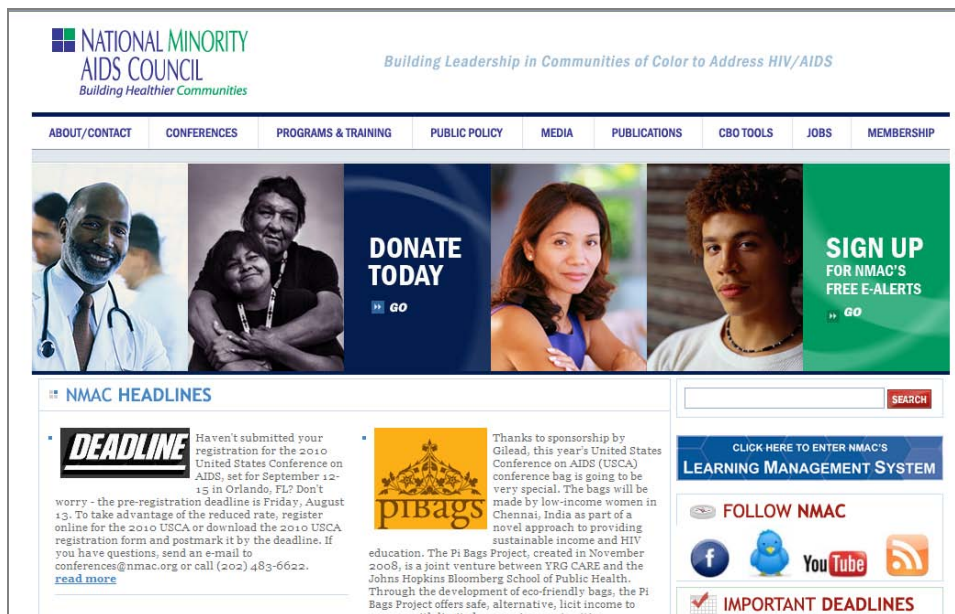 NATIONAL MINORITY
AIDS COUNCIL
Building Healthier Communities
Building Leadership in Communities of Color to Address HIV/AIDS
ABOUT/CONTACT CONFERENCES PROGRAMS & TRAINING PUBLIC POLICY MEDIA PUBLICATIONS CBO TOOLS JOBS MEMBERSHIP
DONATE
TODAY
GO
SIGN UP
FOR NMAC'S
FREE E-ALERTS
GO
NMAC HEADLINES
DEADLINE
Haven't submitted your
registration for the 2010
United States Conference on
AIDS, set for September 12-
15 in Orlando, FL? Don't
worry - the pre-registration deadline is Friday, August
13. To take advantage of the reduced rate, register
online for the 2010 USCA or download the 2010 USCA
registration form and postmark it by the deadline. If
you have questions, send an e-mail to
conferences@nmac.org or call (202) 483-6622.
read more
PIBags
Thanks to sponsorship by
Gilead, this year's United States
Conference on AIDS (USCA)
conference bag is going to be
very special. The bags will be
made by low-income women in
Chennai, India as part of a
novel approach to providing
sustainable income and HIV
education. The Pi Bags Project, created in November
2008, is a joint venture between YRG CARE and the
Johns Hopkins Bloomberg School of Public Health.
Through the development of eco-friendly bags, the Pi
Bags Project offers safe, alternative, licit income to
SEARCH
CLICK HERE TO ENTER NMAC'S
LEARNING MANAGEMENT SYSTEM
FOLLOW NMAC
f
YouTube
IMPORTANT DEADLINES